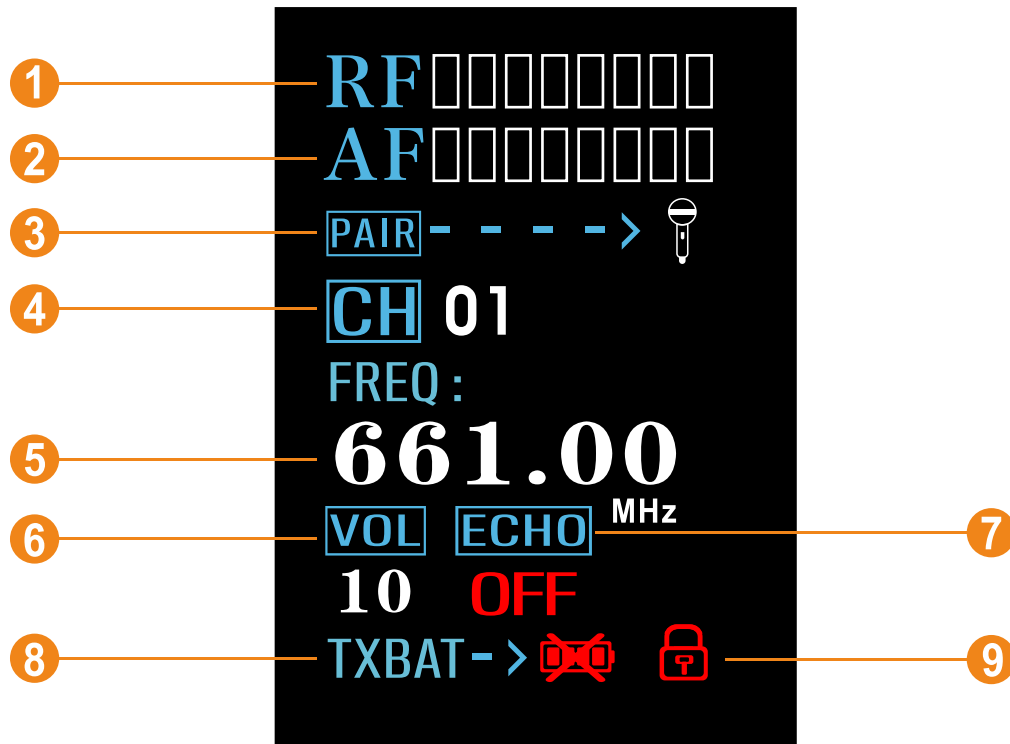 1 RF
2 AF
3 PAIR - - - ->
4 CH 01
FREQ :
5 661.00
MHz
6 VOL ECHO 7
10 OFF
8 TXBAT -> 9